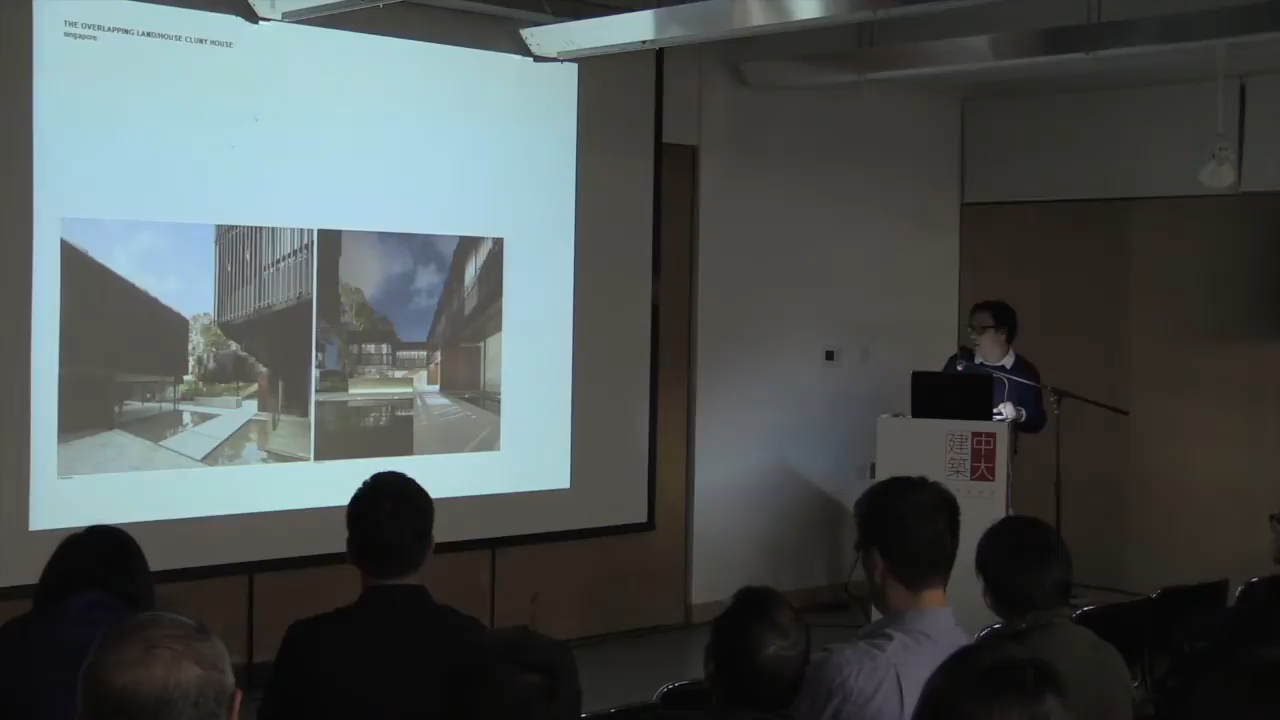 THE OVERLAPPING LAND/HOUSE CLUNY HOUSE
singapore
建中
築大